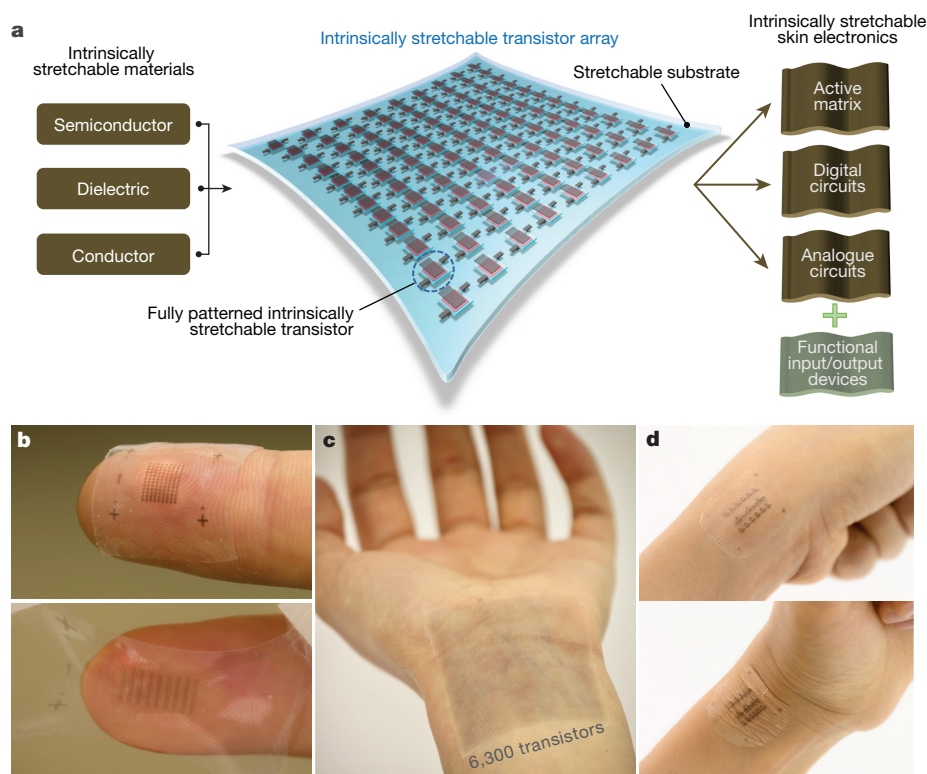 a
Intrinsically
stretchable materials
Semiconductor
Dielectric
Conductor
Intrinsically stretchable transistor array
Stretchable substrate
Fully patterned intrinsically
stretchable transistor
Intrinsically stretchable
skin electronics
Active
matrix
Digital
circuits
Analogue
circuits
+
Functional
input/output
devices
b
c
6,300 transistors
d